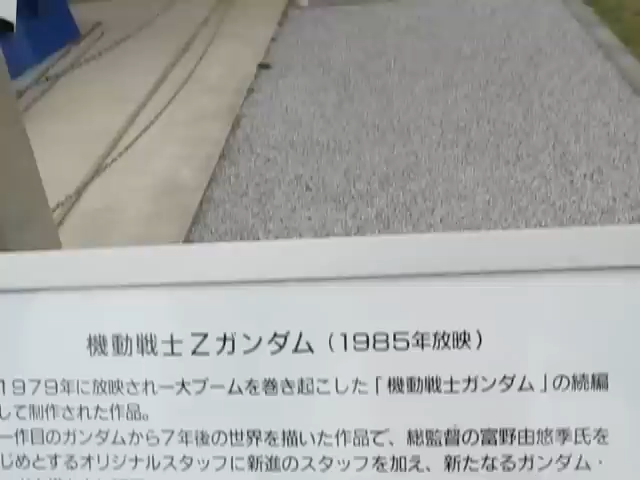 機動戦士Zガンダム（1985年放映）
1979年に放映され一大ブームを巻き起こした「機動戦士ガンダム」の続編
して制作された作品。
一作目のガンダムから7年後の世界を描いた作品で、総監督の富野由悠季氏を
じめとするオリジナルスタッフに新進のスタッフを加え、新たなるガンダム・